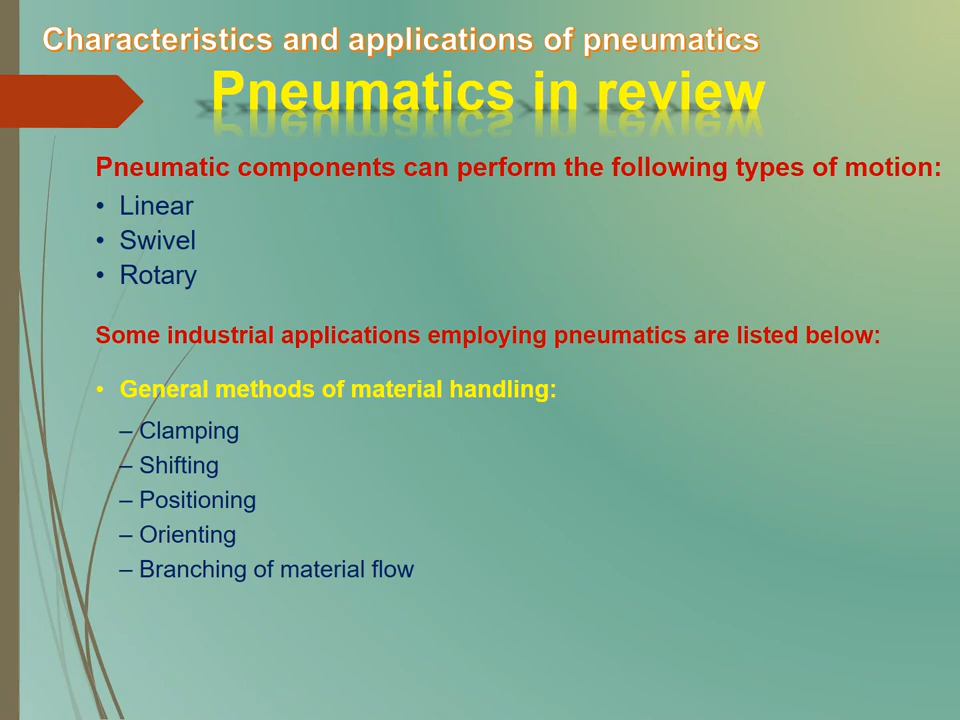 Characteristics and applications of pneumatics
Pneumatics in review
Pneumatic components can perform the following types of motion:
• Linear
• Swivel
• Rotary
Some industrial applications employing pneumatics are listed below:
• General methods of material handling:
– Clamping
– Shifting
– Positioning
– Orienting
– Branching of material flow